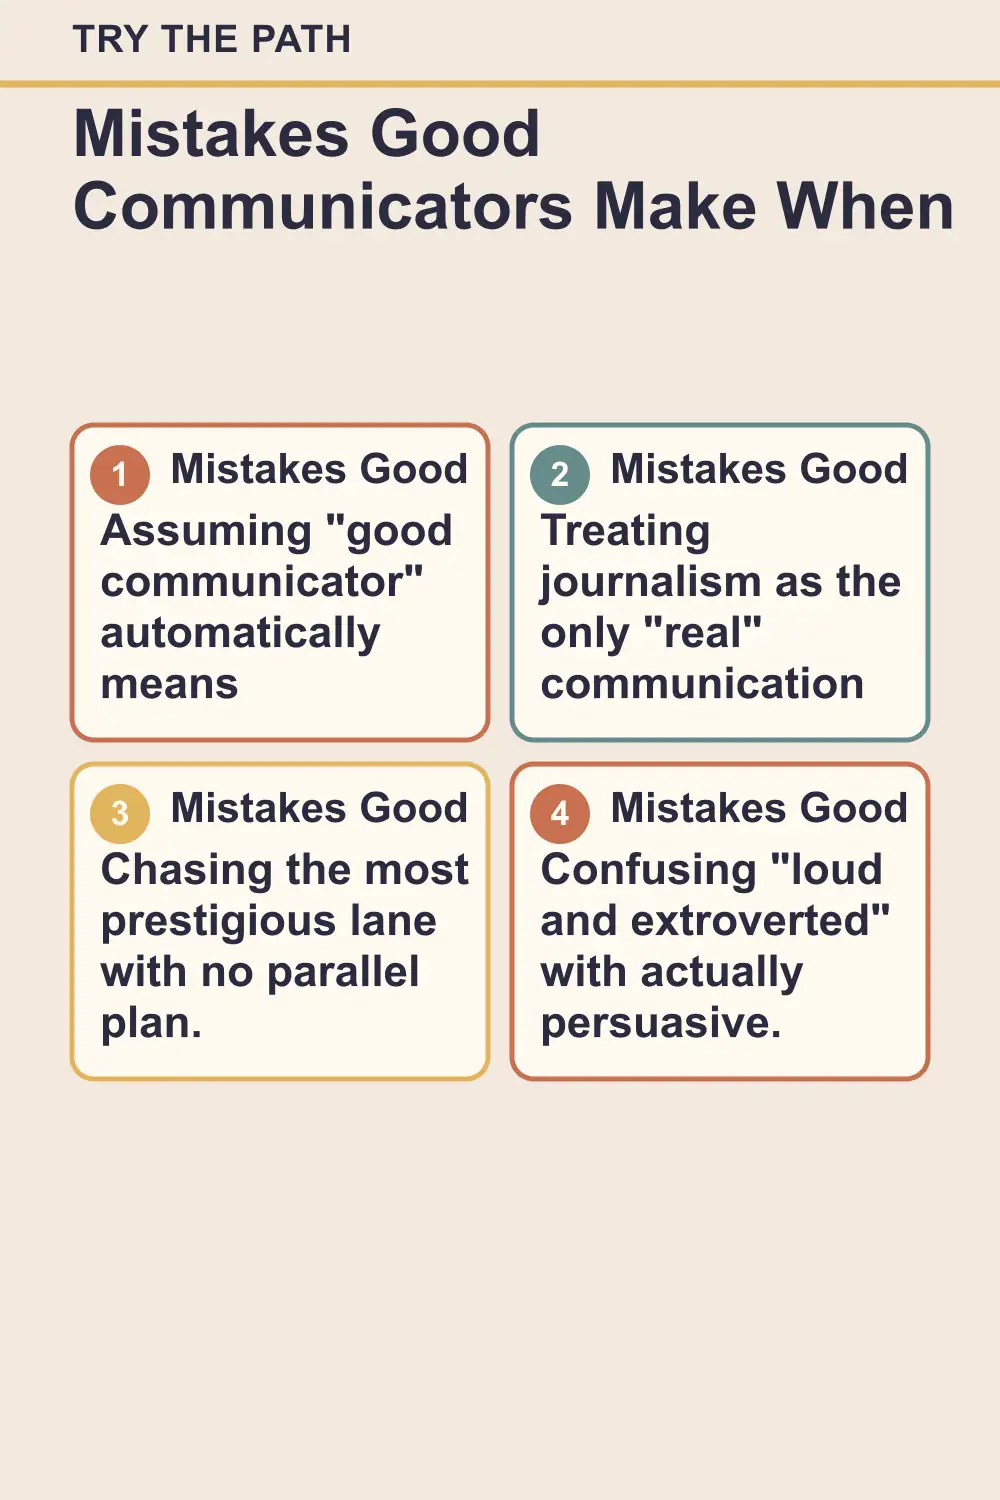 TRY THE PATH
Mistakes Good
Communicators Make When
1 Mistakes Good
Assuming "good
communicator"
automatically
means
2 Mistakes Good
Treating
journalism as the
only "real"
communication
3 Mistakes Good
Chasing the most
prestigious lane
with no parallel
plan.
4 Mistakes Good
Confusing "loud
and extroverted"
with actually
persuasive.